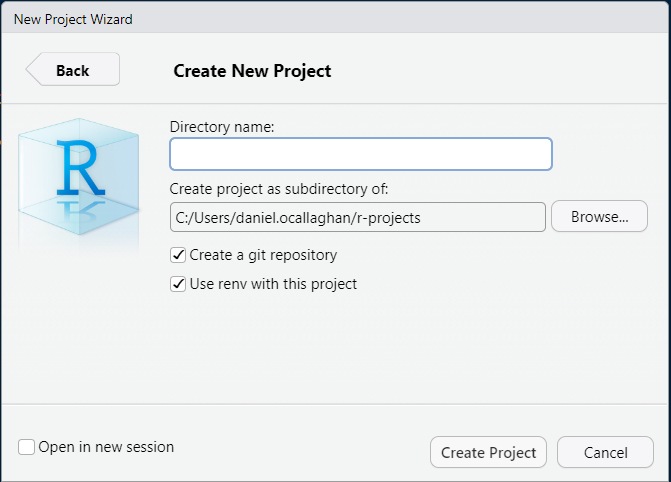 New Project Wizard
Back
Create New Project
R
Directory name:
Create project as subdirectory of:
C:/Users/daniel.ocallaghan/r-projects
Browse...
Create a git repository
Use renv with this project
Open in new session
Create Project
Cancel